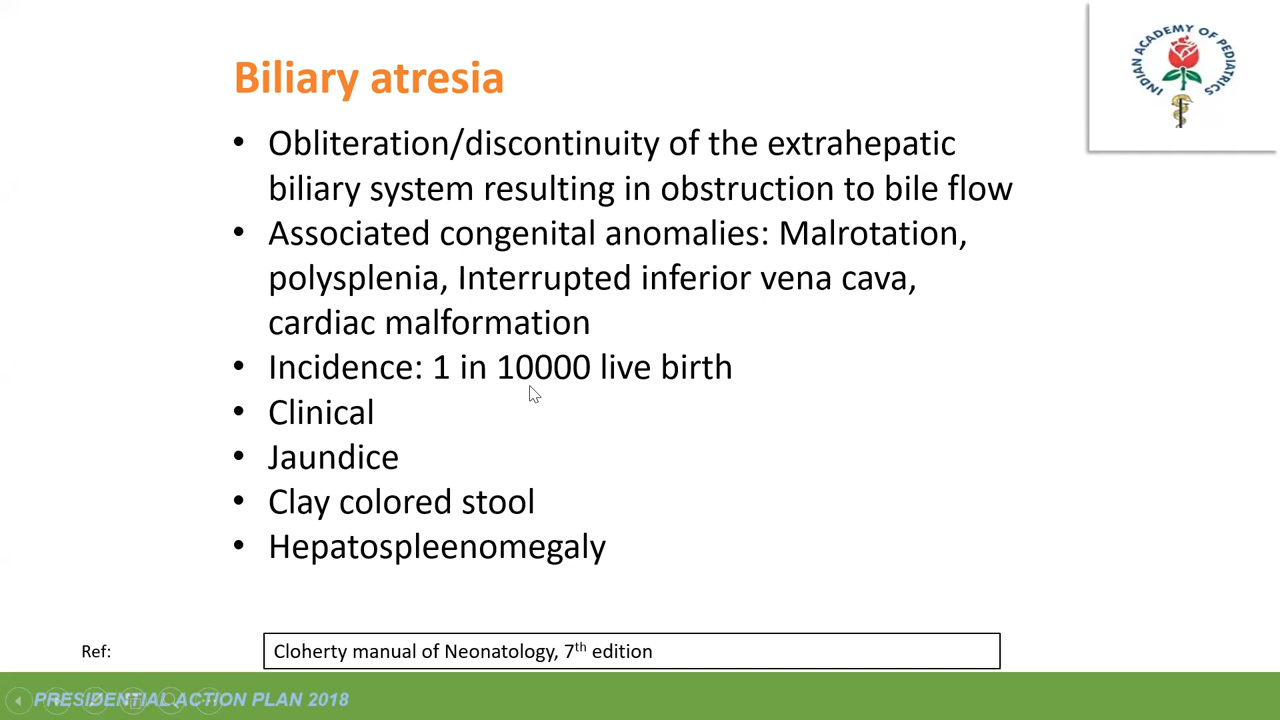 INDIAN ACADEMY OF PEDIATRICS
Biliary atresia
• Obliteration/discontinuity of the extrahepatic
biliary system resulting in obstruction to bile flow
• Associated congenital anomalies: Malrotation,
polysplenia, Interrupted inferior vena cava,
cardiac malformation
• Incidence: 1 in 10000 live birth
• Clinical
• Jaundice
• Clay colored stool
• Hepatospleenomegaly
Ref:
Cloherty manual of Neonatology, 7th edition
PRESIDENTIAL ACTION PLAN 2018